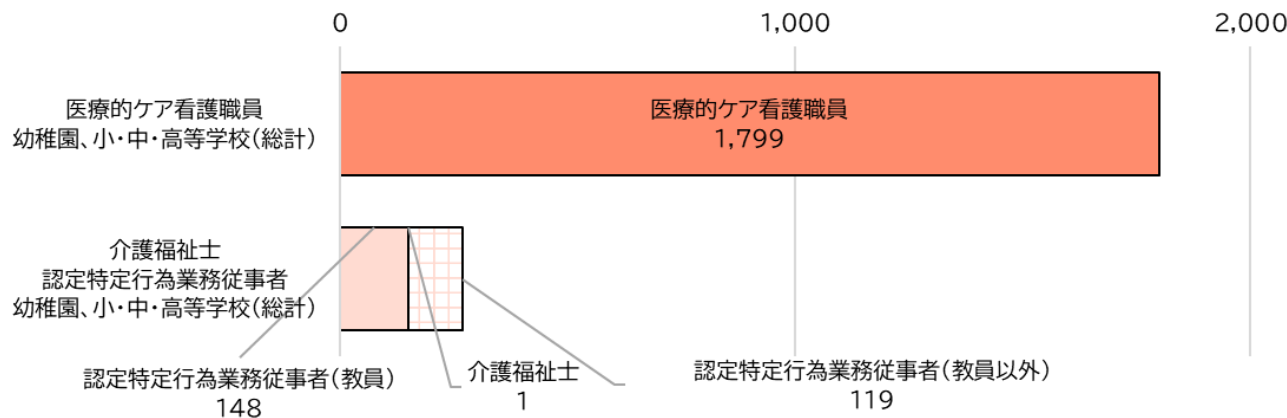 0
1,000
2,000
医療的ケア看護職員
幼稚園、小・中・高等学校(総計)
医療的ケア看護職員
1,799
介護福祉士
認定特定行為業務従事者
幼稚園、小・中・高等学校(総計)
認定特定行為業務従事者(教員)
148
介護福祉士
1
認定特定行為業務従事者(教員以外)
119